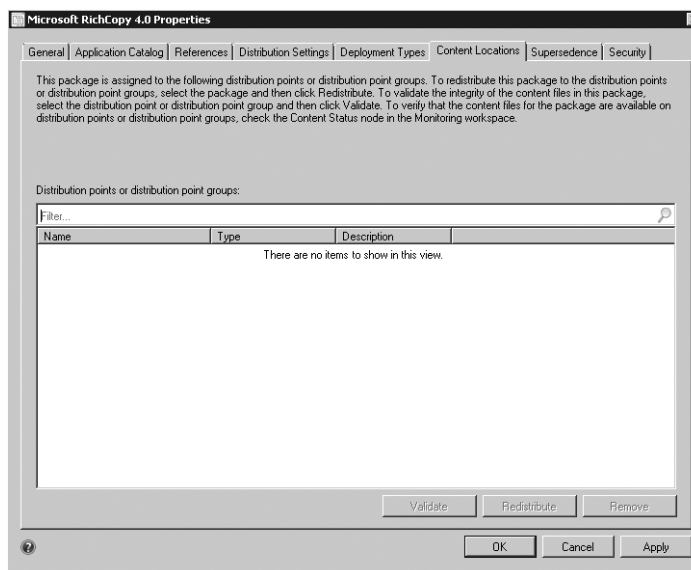 Microsoft RichCopy 4.0 Properties
General Application Catalog References Distribution Settings Deployment Types Content Locations Supersedence Security
This package is assigned to the following distribution points or distribution point groups. To redistribute this package to the distribution points
or distribution point groups, select the package and then click Redistribute. To validate the integrity of the content files in this package,
select the distribution point or distribution point group and then click Validate. To verify that the content files for the package are available on
distribution points or distribution point groups, check the Content Status node in the Monitoring workspace.
Distribution points or distribution point groups:
Filter...
Name Type Description
There are no items to show in this view.
Validate Redistribute Remove
OK Cancel Apply